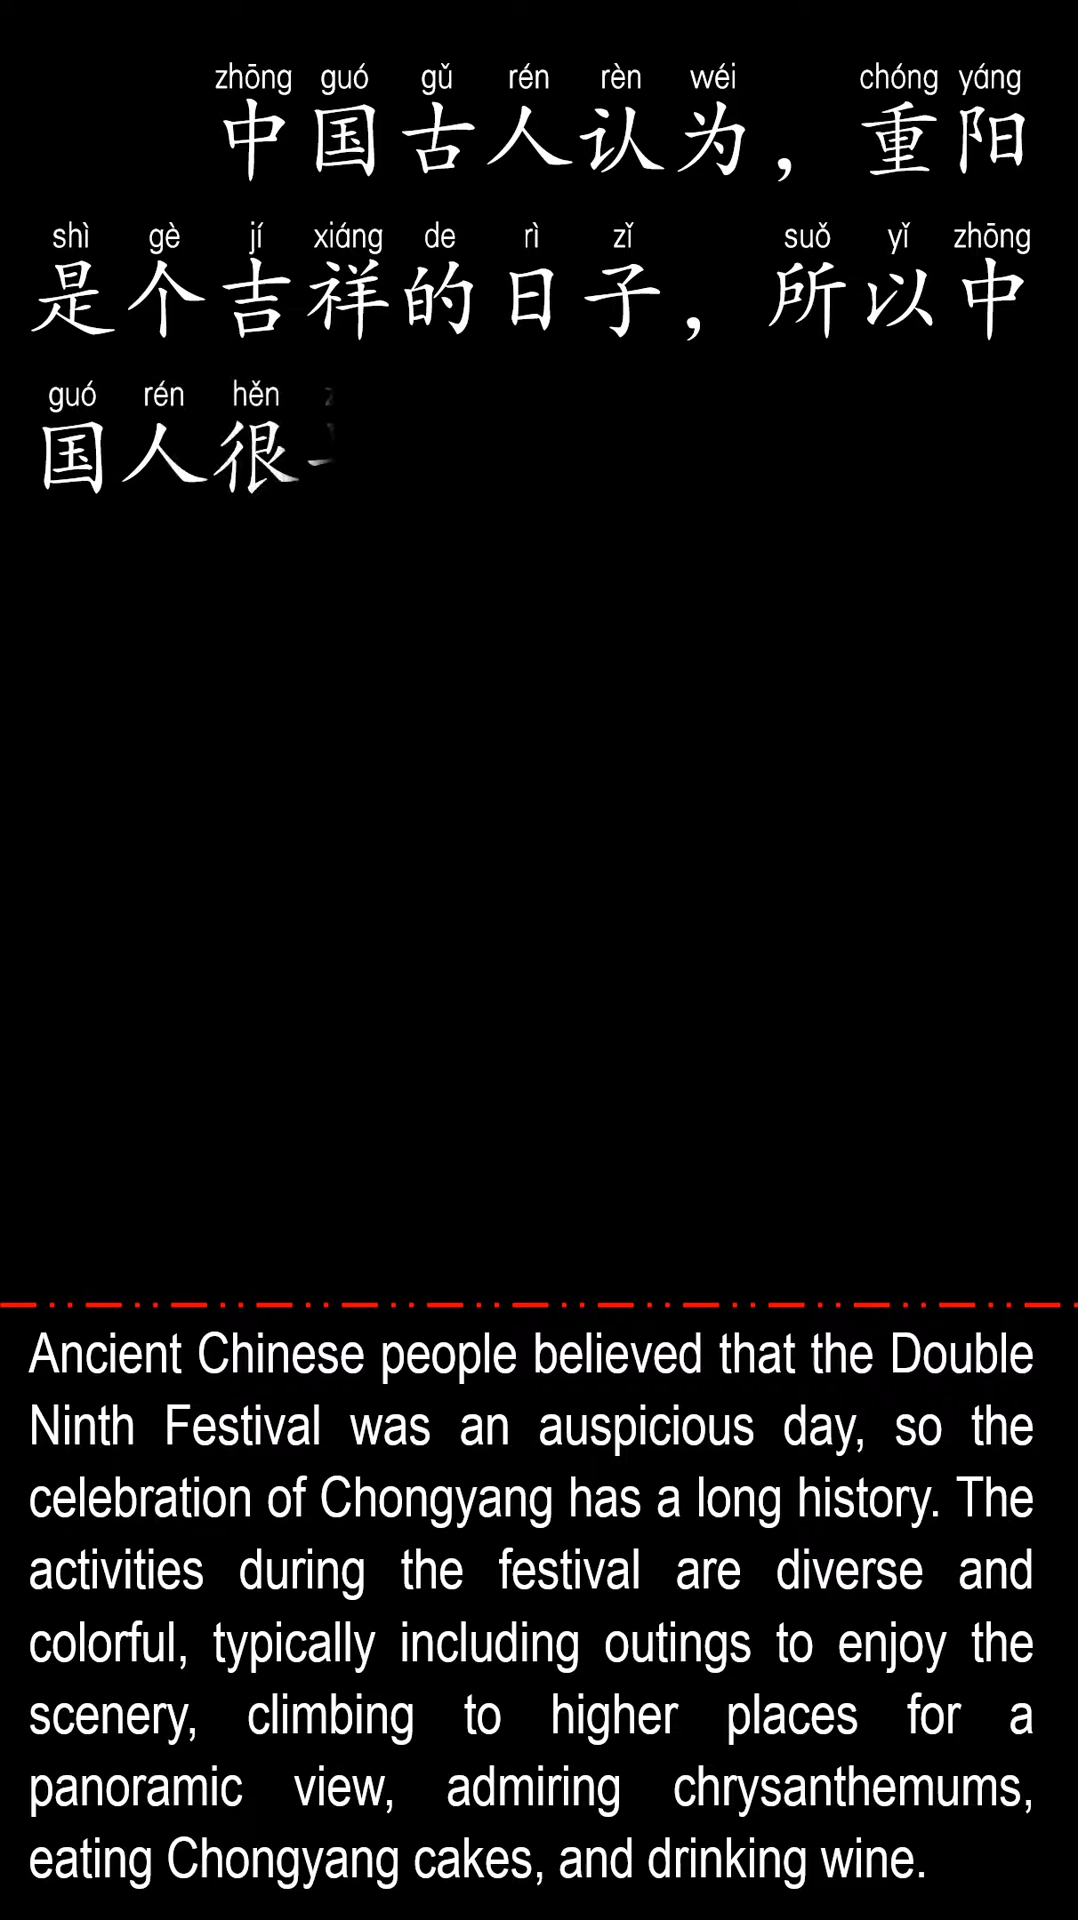 zhōng guó gǔ rén rèn wéi chóng yáng
中国古人认为，重阳
shì gè jí xiáng de rì zǐ suǒ yǐ zhōng
是个吉祥的日子，所以中
guó rén hěn
国人很
Ancient Chinese people believed that the Double
Ninth Festival was an auspicious day, so the
celebration of Chongyang has a long history. The
activities during the festival are diverse and
colorful, typically including outings to enjoy the
scenery, climbing to higher places for a
panoramic view, admiring chrysanthemums,
eating Chongyang cakes, and drinking wine.